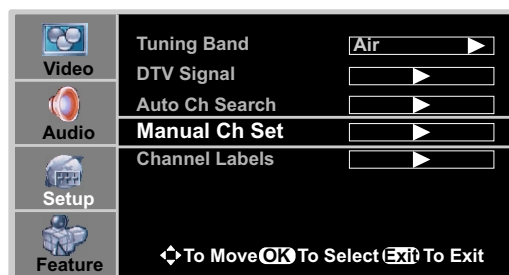 Video
Audio
Setup
Feature
Tuning Band Air
DTV Signal
Auto Ch Search
Manual Ch Set
Channel Labels
To Move OK To Select Exit To Exit